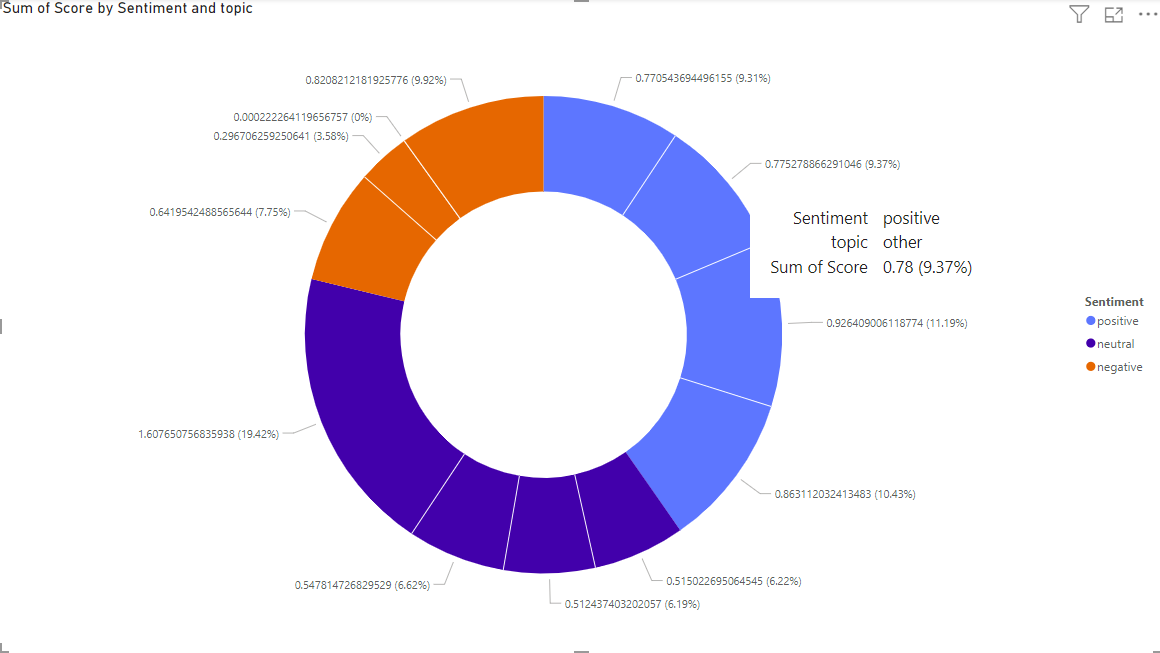 Sum of Score by Sentiment and topic
0.8208212181925776 (9.92%)
0.770543694496155 (9.31%)
0.000222264119656757 (0%)
0.296706259250641 (3.58%)
0.775278866291046 (9.37%)
0.6419542488565644 (7.75%)
Sentiment positive
topic other
Sum of Score 0.78 (9.37%)
Sentiment
positive
neutral
negative
0.926409006118774 (11.19%)
1.607650756835938 (19.42%)
0.863112032413483 (10.43%)
0.547814726829529 (6.62%)
0.515022695064545 (6.22%)
0.512437403202057 (6.19%)